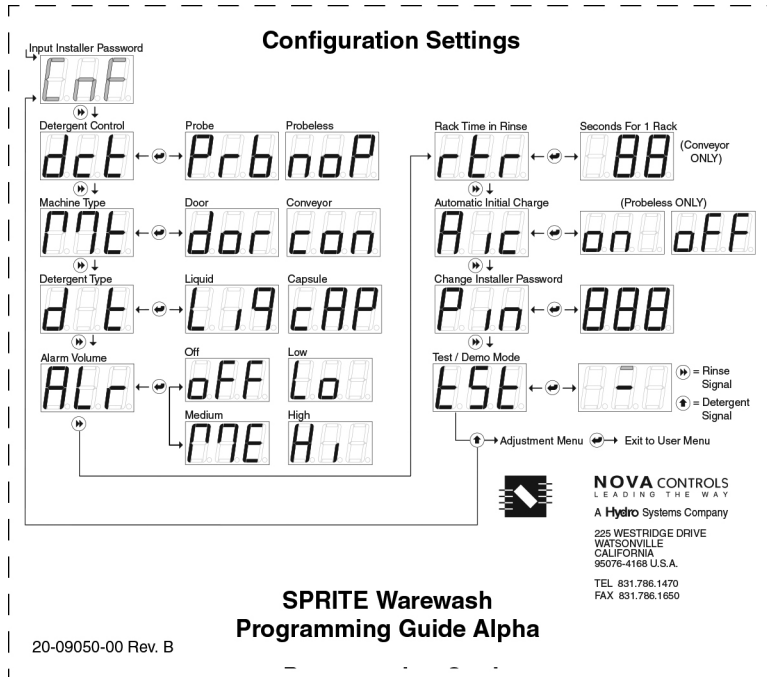 Configuration Settings
Input Installer Password
CnF
Detergent Control
dct
Probe
Prb
Probeless
noP
Machine Type
Door
dor
Conveyor
con
Detergent Type
d t
Liquid
Liq
Capsule
cAP
Alarm Volume
ALr
Off
oFF
Low
Lo
Medium
High
Hi
Rack Time in Rinse
rtr
Seconds For 1 Rack
88
(Conveyor
ONLY)
Automatic Initial Charge
Aic
(Probeless ONLY)
on
oFF
Change Installer Password
Pin
888
Test / Demo Mode
tSt
= Rinse
Signal
= Detergent
Signal
Adjustment Menu
Exit to User Menu
NOVA CONTROLS
LEADING THE WAY
A Hydro Systems Company
225 WESTRIDGE DRIVE
WATSONVILLE
CALIFORNIA
95076-4168 U.S.A.
TEL 831.786.1470
FAX 831.786.1650
SPRITE Warewash
Programming Guide Alpha
20-09050-00 Rev. B